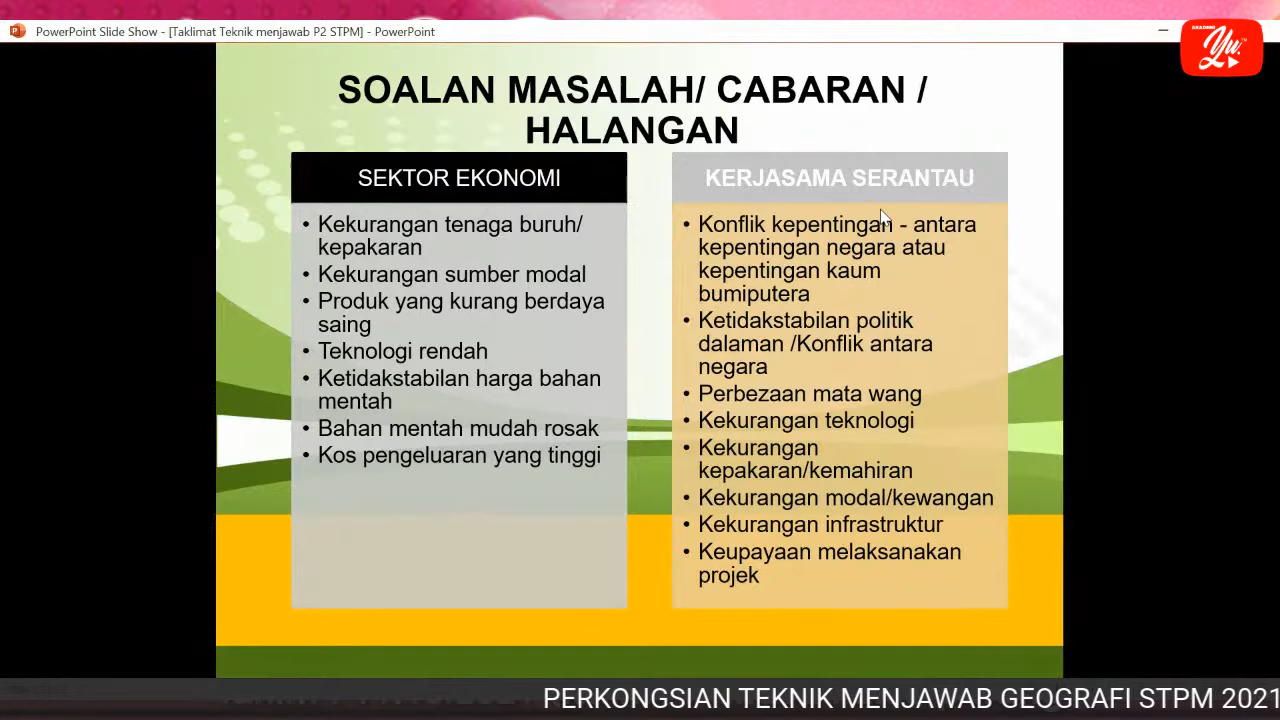 PowerPoint Slide Show - [Taklimat Teknik menjawab P2 STPM] - PowerPoint
AKADEMI
Yu.
SOALAN MASALAH/ CABARAN /
HALANGAN
SEKTOR EKONOMI
• Kekurangan tenaga buruh/
kepakaran
• Kekurangan sumber modal
• Produk yang kurang berdaya
saing
• Teknologi rendah
• Ketidakstabilan harga bahan
mentah
• Bahan mentah mudah rosak
• Kos pengeluaran yang tinggi
KERJASAMA SERANTAU
• Konflik kepentingan - antara
kepentingan negara atau
kepentingan kaum
bumiputera
• Ketidakstabilan politik
dalaman /Konflik antara
negara
• Perbezaan mata wang
• Kekurangan teknologi
• Kekurangan
kepakaran/kemahiran
• Kekurangan modal/kewangan
• Kekurangan infrastruktur
• Keupayaan melaksanakan
projek
PERKONGSIAN TEKNIK MENJAWAB GEOGRAFI STPM 2021